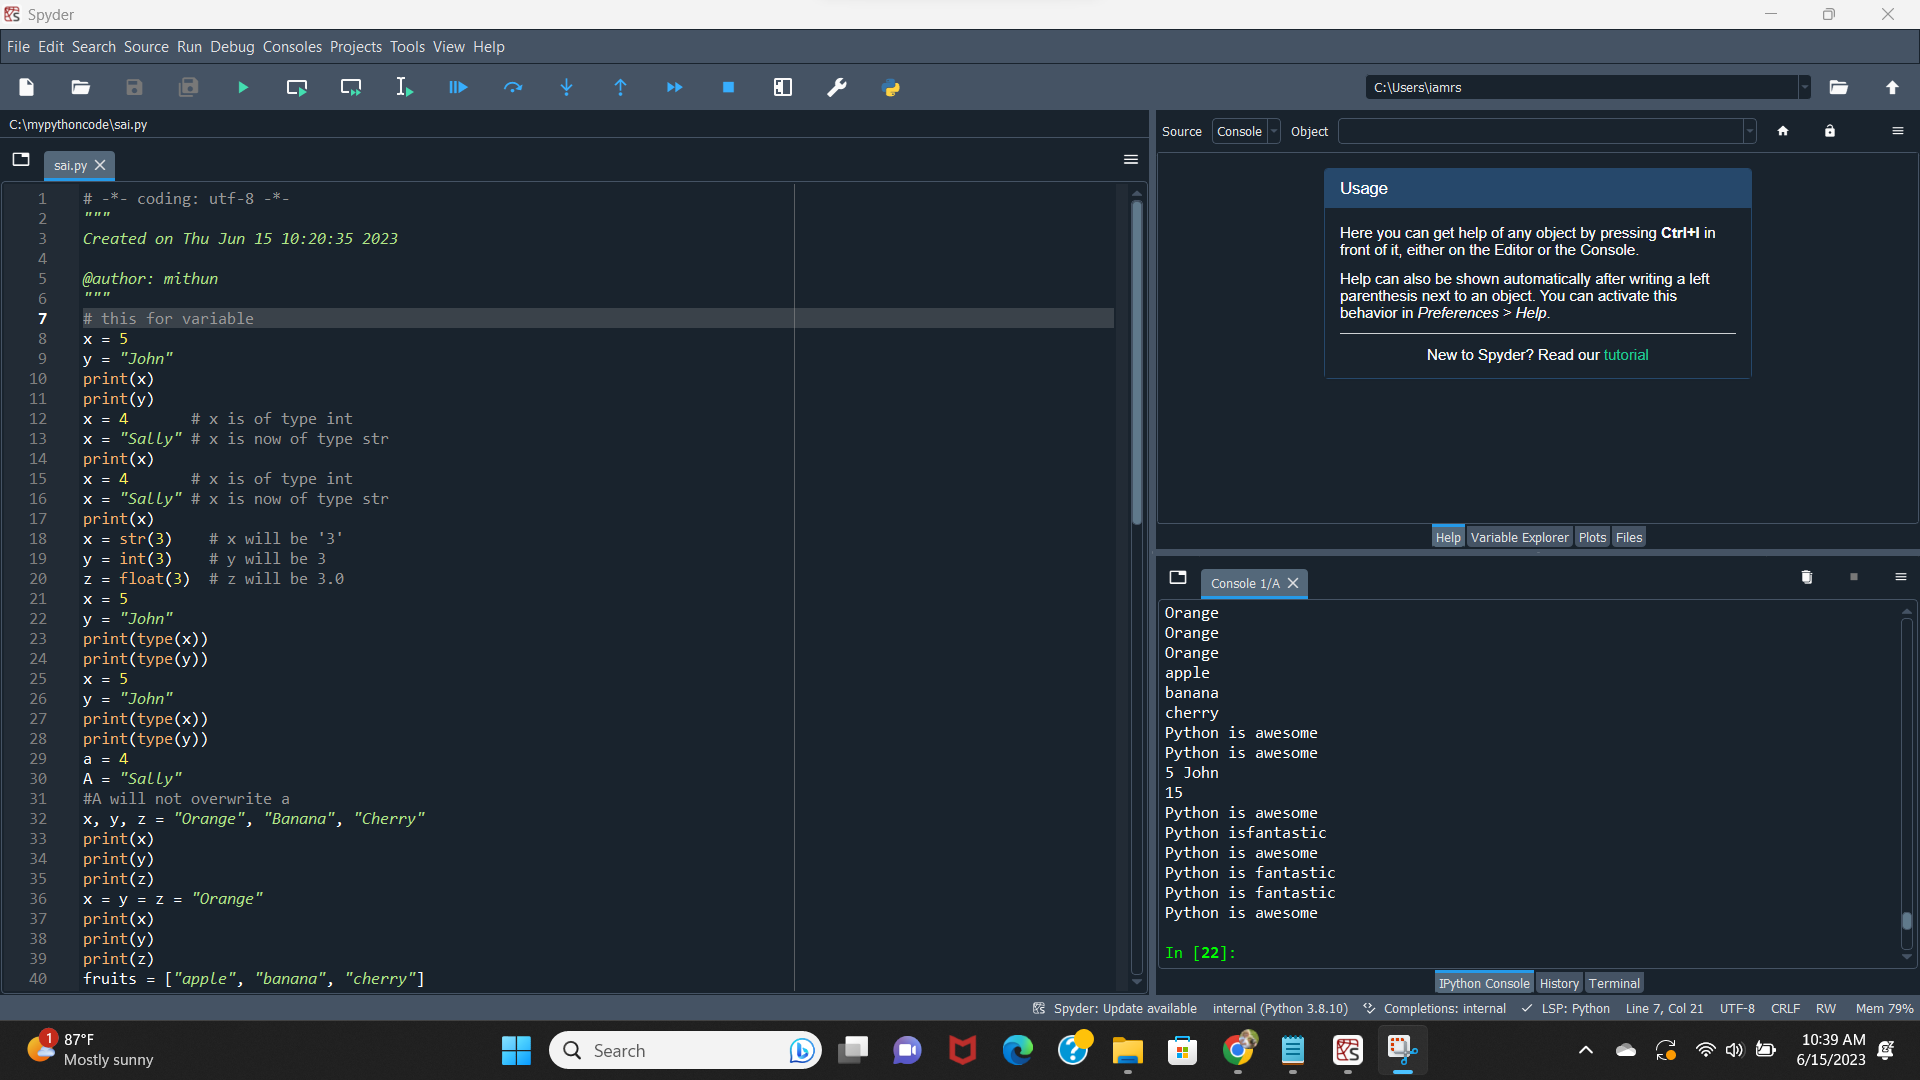 Spyder
File Edit Search Source Run Debug Consoles Projects Tools View Help
C:\Users\iamrs
C:\mypythoncode\sai.py
sai.py
1 # -*- coding: utf-8 -*-
2 """
3 Created on Thu Jun 15 10:20:35 2023
4
5 @author: mithun
6 """
7 # this for variable
8 x = 5
9 y = "John"
10 print(x)
11 print(y)
12 x = 4       # x is of type int
13 x = "Sally" # x is now of type str
14 print(x)
15 x = 4       # x is of type int
16 x = "Sally" # x is now of type str
17 print(x)
18 x = str(3)    # x will be '3'
19 y = int(3)    # y will be 3
20 z = float(3)  # z will be 3.0
21 x = 5
22 y = "John"
23 print(type(x))
24 print(type(y))
25 x = 5
26 y = "John"
27 print(type(x))
28 print(type(y))
29 a = 4
30 A = "Sally"
31 #A will not overwrite a
32 x, y, z = "Orange", "Banana", "Cherry"
33 print(x)
34 print(y)
35 print(z)
36 x = y = z = "Orange"
37 print(x)
38 print(y)
39 print(z)
40 fruits = ["apple", "banana", "cherry"]
Source Console Object
Usage
Here you can get help of any object by pressing Ctrl+I in
front of it, either on the Editor or the Console.
Help can also be shown automatically after writing a left
parenthesis next to an object. You can activate this
behavior in Preferences > Help.
New to Spyder? Read our tutorial
Help Variable Explorer Plots Files
Console 1/A
Orange
Orange
Orange
apple
banana
cherry
Python is awesome
Python is awesome
5 John
15
Python is awesome
Python isfantastic
Python is awesome
Python is fantastic
Python is fantastic
Python is awesome
In [22]:
IPython Console History Terminal
Spyder: Update available internal (Python 3.8.10) Completions: internal LSP: Python Line 7, Col 21 UTF-8 CRLF RW Mem 79%
1
87°F
Mostly sunny
Search
10:39 AM
6/15/2023